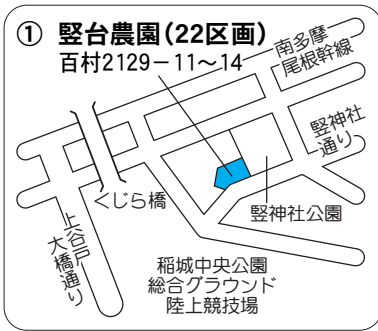 ① 竪台農園(22区画)
百村2129－11～14
南多摩
尾根幹線
竪神社
通り
くじら橋
竪神社公園
上谷戸
大橋通り
稲城中央公園
総合グラウンド
陸上競技場